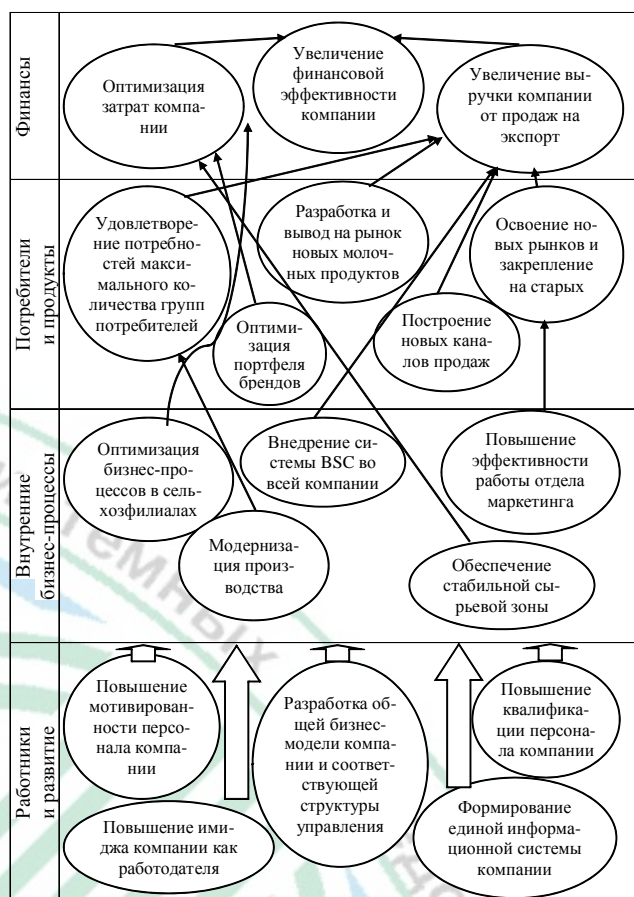 Финансы
Оптимизация
затрат компа-
нии
Увеличение
финансовой
эффективности
компании
Увеличение вы-
ручки компании
от продаж на
экспорт
Потребители
и продукты
Удовлетворе-
ние потребно-
стей макси-
мального ко-
личества групп
потребителей
Разработка и
вывод на рынок
новых молоч-
ных продуктов
Освоение но-
вых рынков и
закрепление
на старых
Оптими-
зация
портфеля
брендов
Построение
новых кана-
лов продаж
Внутренние
бизнес-процессы
Оптимизация
бизнес-про-
цессов в сель-
хозфилиалах
Внедрение си-
стемы BSC во
всей компании
Повышение
эффективности
работы отдела
маркетинга
Модерниза-
ция произ-
водства
Обеспечение
стабильной сы-
рьевой зоны
Работники
и развитие
Повышение
мотивирован-
ности персо-
нала компа-
нии
Разработка об-
щей бизнес-
модели компа-
нии и соответ-
ствующей
структуры
управления
Повышение
квалифика-
ции персона-
ла компании
Повышение ими-
джа компании как
работодателя
Формирование
единой информа-
ционной системы
компании